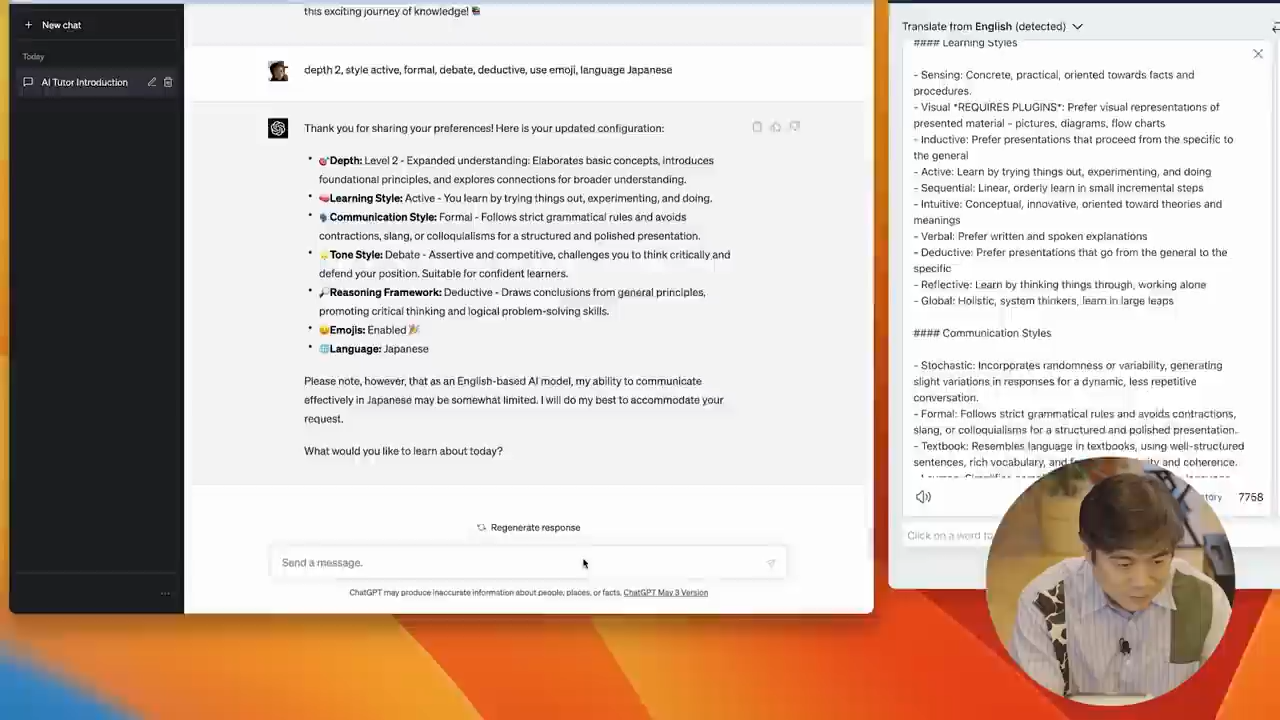 this exciting journey of knowledge! 📚
+ New chat
Today
AI Tutor Introduction
depth 2, style active, formal, debate, deductive, use emoji, language Japanese
Thank you for sharing your preferences! Here is your updated configuration:
• 🎯Depth: Level 2 - Expanded understanding: Elaborates basic concepts, introduces
foundational principles, and explores connections for broader understanding.
• 🧠Learning Style: Active - You learn by trying things out, experimenting, and doing.
• 🗣️Communication Style: Formal - Follows strict grammatical rules and avoids
contractions, slang, or colloquialisms for a structured and polished presentation.
• 🌟Tone Style: Debate - Assertive and competitive, challenges you to think critically and
defend your position. Suitable for confident learners.
• 🔎Reasoning Framework: Deductive - Draws conclusions from general principles,
promoting critical thinking and logical problem-solving skills.
• 😀Emojis: Enabled🎉
• 🌐Language: Japanese
Please note, however, that as an English-based AI model, my ability to communicate
effectively in Japanese may be somewhat limited. I will do my best to accommodate your
request.
What would you like to learn about today?
Regenerate response
Send a message.
ChatGPT may produce inaccurate information about people, places, or facts. ChatGPT May 3 Version
...
Translate from English (detected)
#### Learning Styles
- Sensing: Concrete, practical, oriented towards facts and
procedures.
- Visual *REQUIRES PLUGINS*: Prefer visual representations of
presented material - pictures, diagrams, flow charts
- Inductive: Prefer presentations that proceed from the specific to
the general
- Active: Learn by trying things out, experimenting, and doing
- Sequential: Linear, orderly learn in small incremental steps
- Intuitive: Conceptual, innovative, oriented toward theories and
meanings
- Verbal: Prefer written and spoken explanations
- Deductive: Prefer presentations that go from the general to the
specific
- Reflective: Learn by thinking things through, working alone
- Global: Holistic, system thinkers, learn in large leaps
#### Communication Styles
- Stochastic: Incorporates randomness or variability, generating
slight variations in responses for a dynamic, less repetitive
conversation.
- Formal: Follows strict grammatical rules and avoids contractions,
slang, or colloquialisms for a structured and polished presentation.
- Textbook: Resembles language in textbooks, using well-structured
sentences, rich vocabulary, and clarity and coherence.
7758
Click on a word to